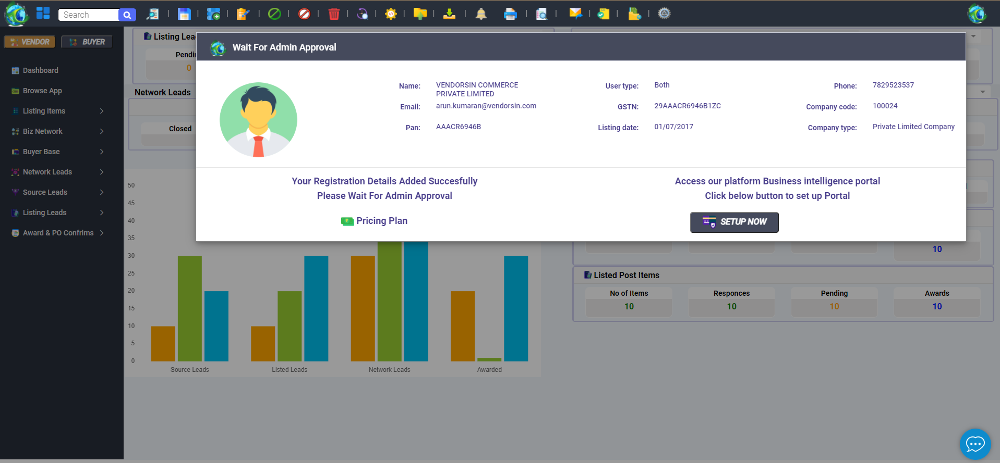 Search
VENDOR
BUYER
Dashboard
Browse App
Listing Items
Biz Network
Buyer Base
Network Leads
Source Leads
Listing Leads
Award & PO Confrims
Wait For Admin Approval
Name: VENDORSIN COMMERCE
PRIVATE LIMITED
User type: Both
Phone: 7829523537
Email: arun.kumaran@vendorsin.com
GSTN: 29AAACR6946B1ZC
Company code: 100024
Pan: AAACR6946B
Listing date: 01/07/2017
Company type: Private Limited Company
Your Registration Details Added Succesfully
Please Wait For Admin Approval
Pricing Plan
Access our platform Business intelligence portal
Click below button to set up Portal
SETUP NOW
Listing
0
Network Leads
Closed
50
45
40
35
30
25
20
15
10
5
0
Source Leads
Listed Leads
Network Leads
Awarded
10
Listed Post Items
No of Items
Responces
Pending
Awards
10
10
10
10